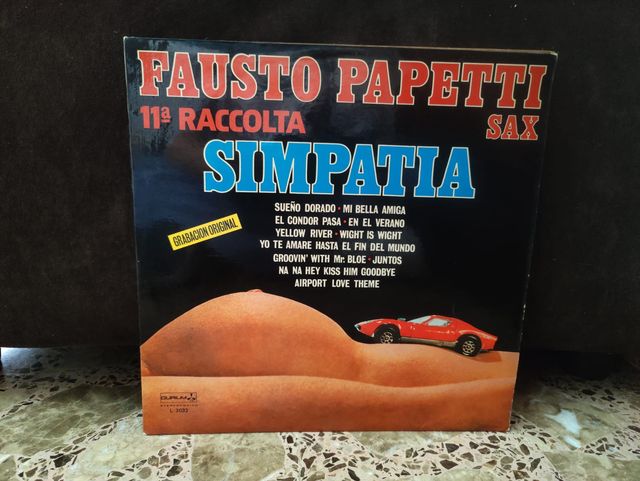 FAUSTO PAPETTI
11ª RACCOLTA
SAX
SIMPATIA
SUEÑO DORADO · MI BELLA AMIGA
EL CONDOR PASA · EN EL VERANO
YELLOW RIVER · WIGHT IS WIGHT
YO TE AMARE HASTA EL FIN DEL MUNDO
GROOVIN' WITH Mr. BLOE · JUNTOS
NA NA HEY KISS HIM GOODBYE
AIRPORT LOVE THEME
GRABACION ORIGINAL
DURIUM
L-3032